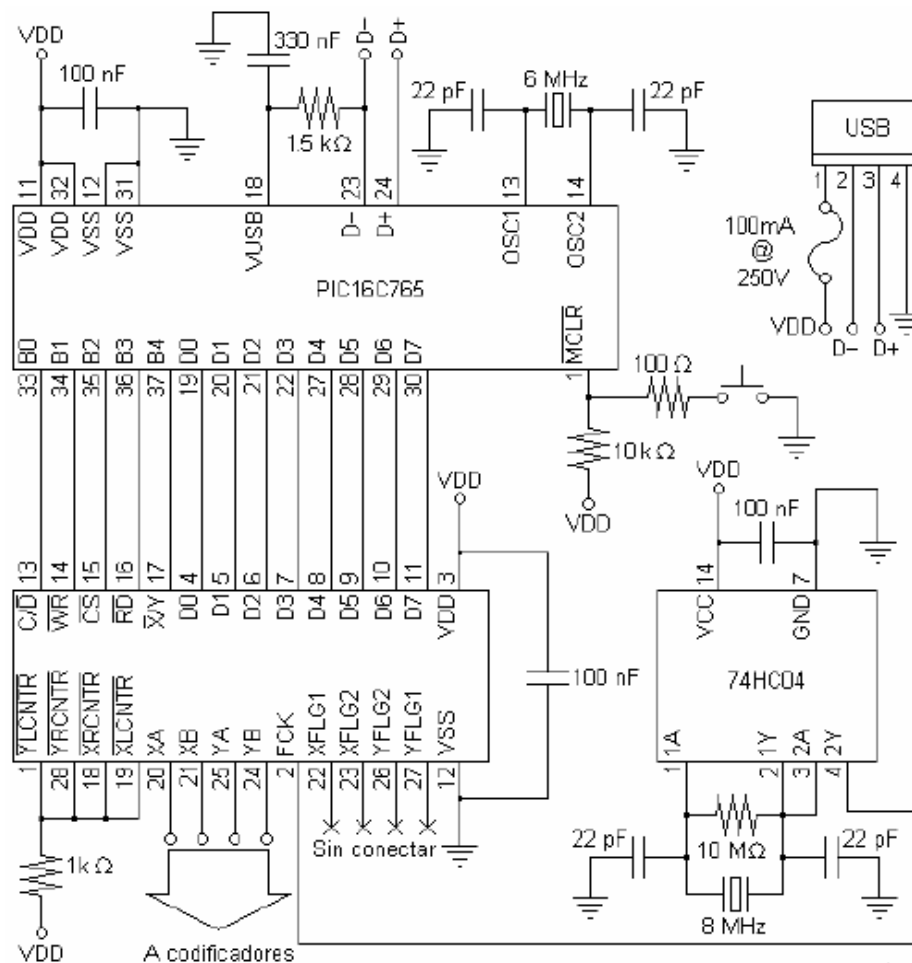 VDD
100 nF
330 nF
D-
D+
1.5 kΩ
22 pF
6 MHz
22 pF
USB
1 2 3 4
100mA
@
250V
VDD D- D+
11 32 12 31 18 23 24 13 14
VDD VDD VSS VSS VUSB D- D+ OSC1 OSC2
PIC16C765
B0 B1 B2 B3 B4 D0 D1 D2 D3 D4 D5 D6 D7 MCLR
33 34 35 36 37 19 20 21 22 27 28 29 30 1
100 Ω
10k Ω
VDD
VDD
VDD
100 nF
13 14 15 16 17 4 5 6 7 8 9 10 11 3
C/D WR CS RD X/Y D0 D1 D2 D3 D4 D5 D6 D7 VDD
100 nF
YLCNTR YRCNTR XRCNTR XLCNTR XA XB YA YB FCK XFLG1 XFLG2 YFLG2 YFLG1 VSS
1 28 18 19 20 21 25 24 2 22 23 26 27 12
14 7
VCC GND
74HC04
1A 1Y 2A 2Y
1 2 3 4
1k Ω
VDD
Sin conectar
A codificadores
22 pF
10 MΩ
22 pF
8 MHz